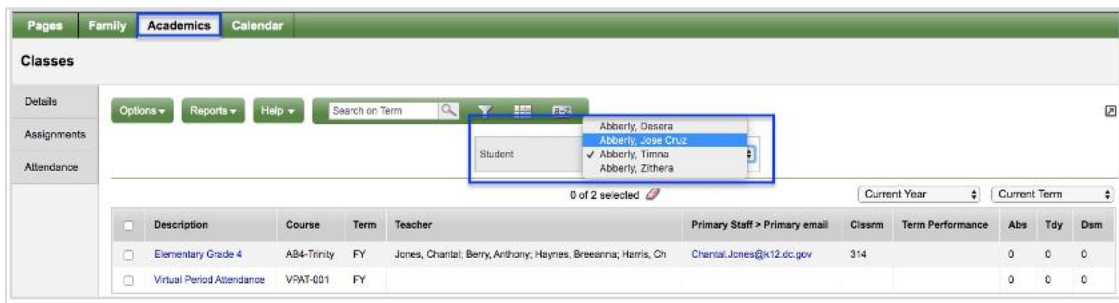 Pages Family Academics Calendar
Classes
Details
Assignments
Attendance
Options Reports Help Search on Term A-Z
Student
Abberly, Desera
Abberly, Jose Cruz
✓ Abberly, Timna
Abberly, Zithera
0 of 2 selected
Current Year Current Term
Description Course Term Teacher Primary Staff > Primary email Clssrm Term Performance Abs Tdy Dsm
Elementary Grade 4 AB4-Trinity FY Jones, Chantal; Berry, Anthony; Haynes, Breeanna; Harris, Ch Chantal.Jones@k12.dc.gov 314 0 0 0
Virtual Period Attendance VPAT-001 FY 0 0 0